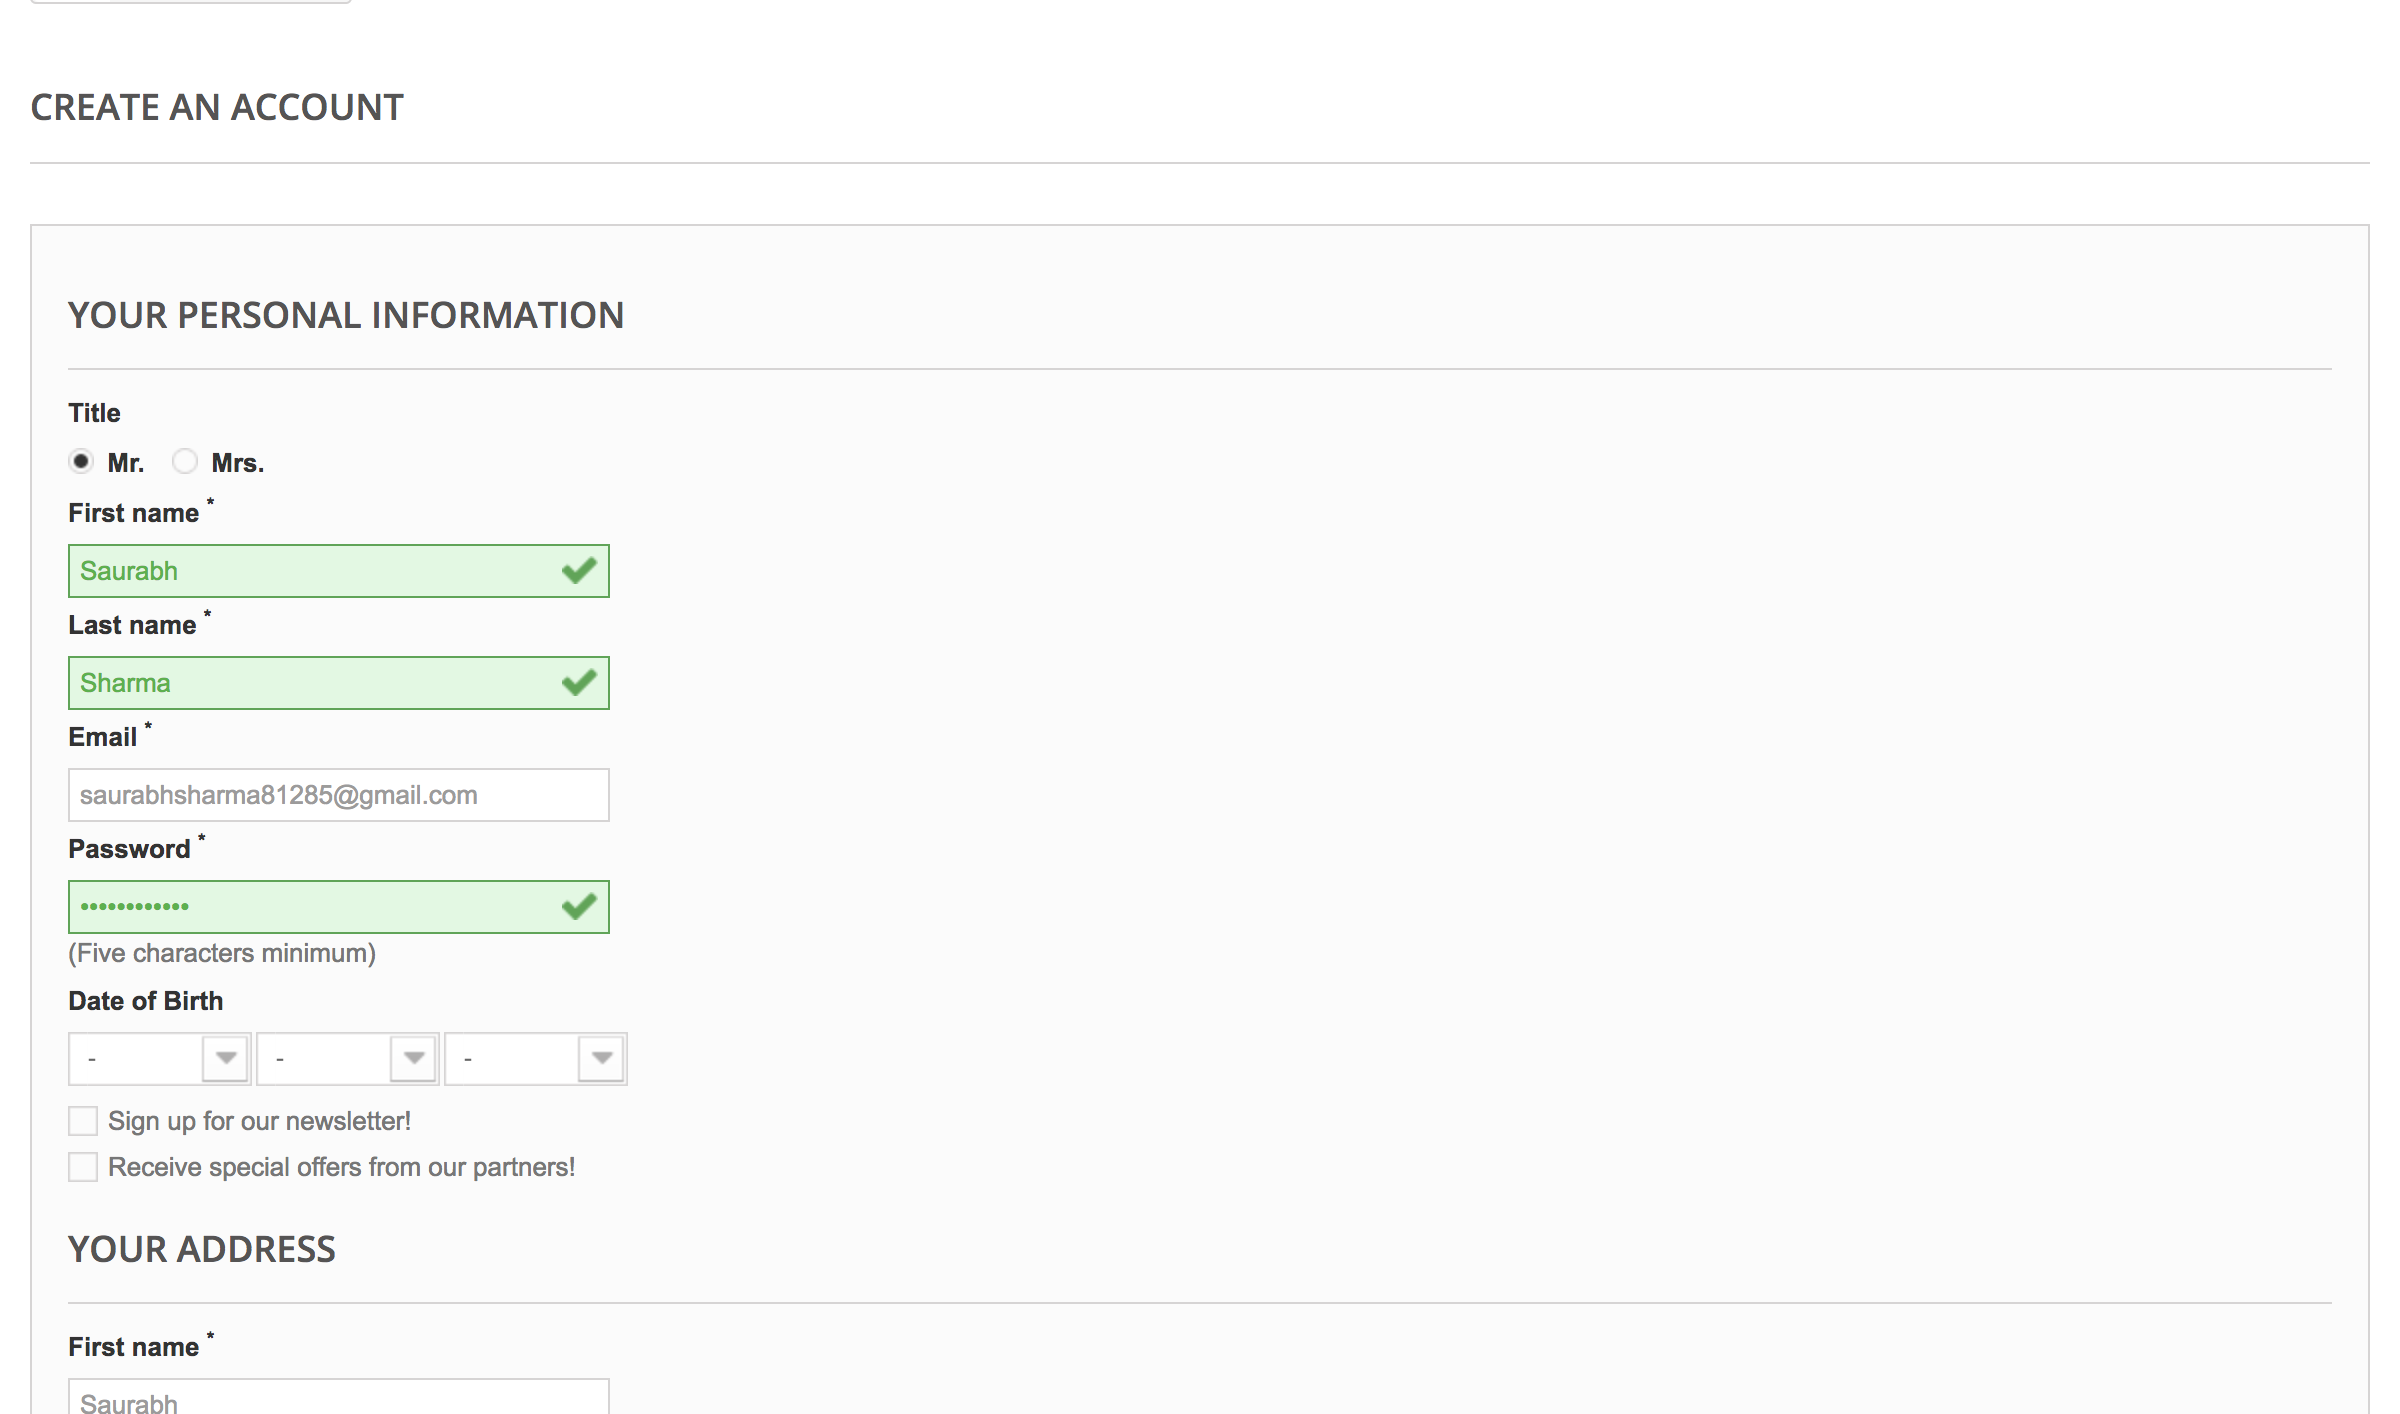 CREATE AN ACCOUNT
YOUR PERSONAL INFORMATION
Title
Mr. Mrs.
First name *
Saurabh
Last name *
Sharma
Email *
saurabhsharma81285@gmail.com
Password *
••••••••••••
(Five characters minimum)
Date of Birth
- - -
Sign up for our newsletter!
Receive special offers from our partners!
YOUR ADDRESS
First name *
Saurabh